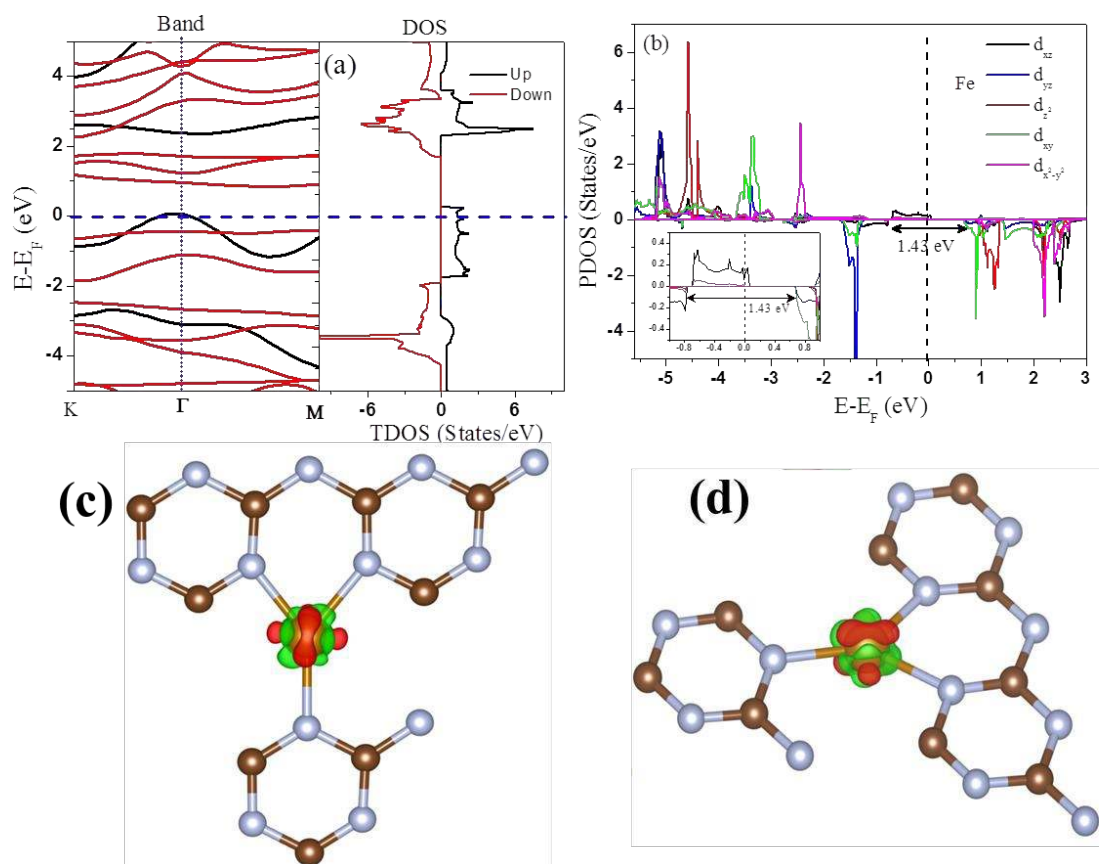 Band DOS
(a)
Up
Down
E-E_F (eV)
4
2
0
-2
-4
K Γ M
-6 0 6
TDOS (States/eV)
(b)
Fe
d_xz
d_yz
d_z²
d_xy
d_x²-y²
PDOS (States/eV)
6
4
2
0
-2
-4
1.43 eV
0.4
0.2
0.0
-0.2
-0.4
1.43 eV
-0.8 -0.4 0.0 0.4 0.8
-5 -4 -3 -2 -1 0 1 2 3
E-E_F (eV)
(c)
(d)